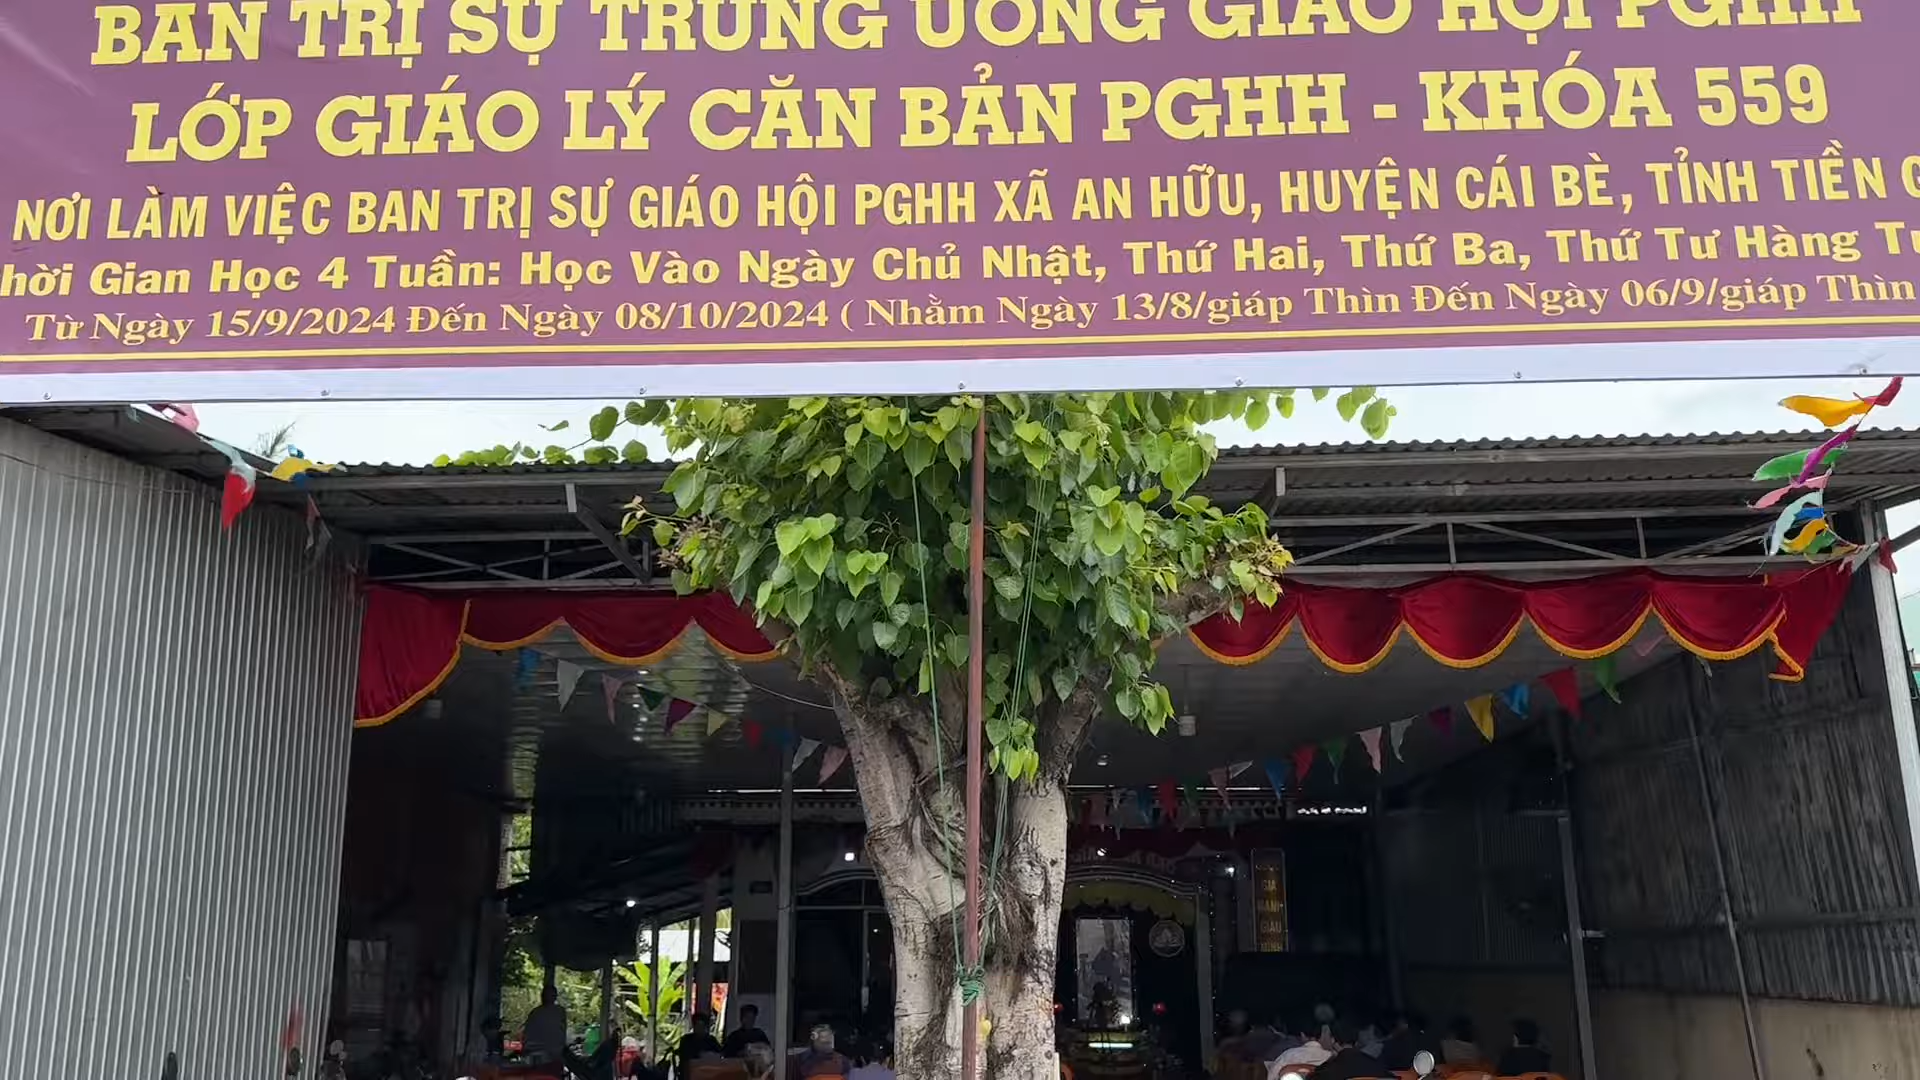 BAN TRỊ SỰ TRUNG ƯƠNG GIÁO HỘI PGHH
LỚP GIÁO LÝ CĂN BẢN PGHH - KHÓA 559
NƠI LÀM VIỆC BAN TRỊ SỰ GIÁO HỘI PGHH XÃ AN HỮU, HUYỆN CÁI BÈ, TỈNH TIỀN G
hời Gian Học 4 Tuần: Học Vào Ngày Chủ Nhật, Thứ Hai, Thứ Ba, Thứ Tư Hàng Tu
Từ Ngày 15/9/2024 Đến Ngày 08/10/2024 ( Nhằm Ngày 13/8/giáp Thìn Đến Ngày 06/9/giáp Thìn